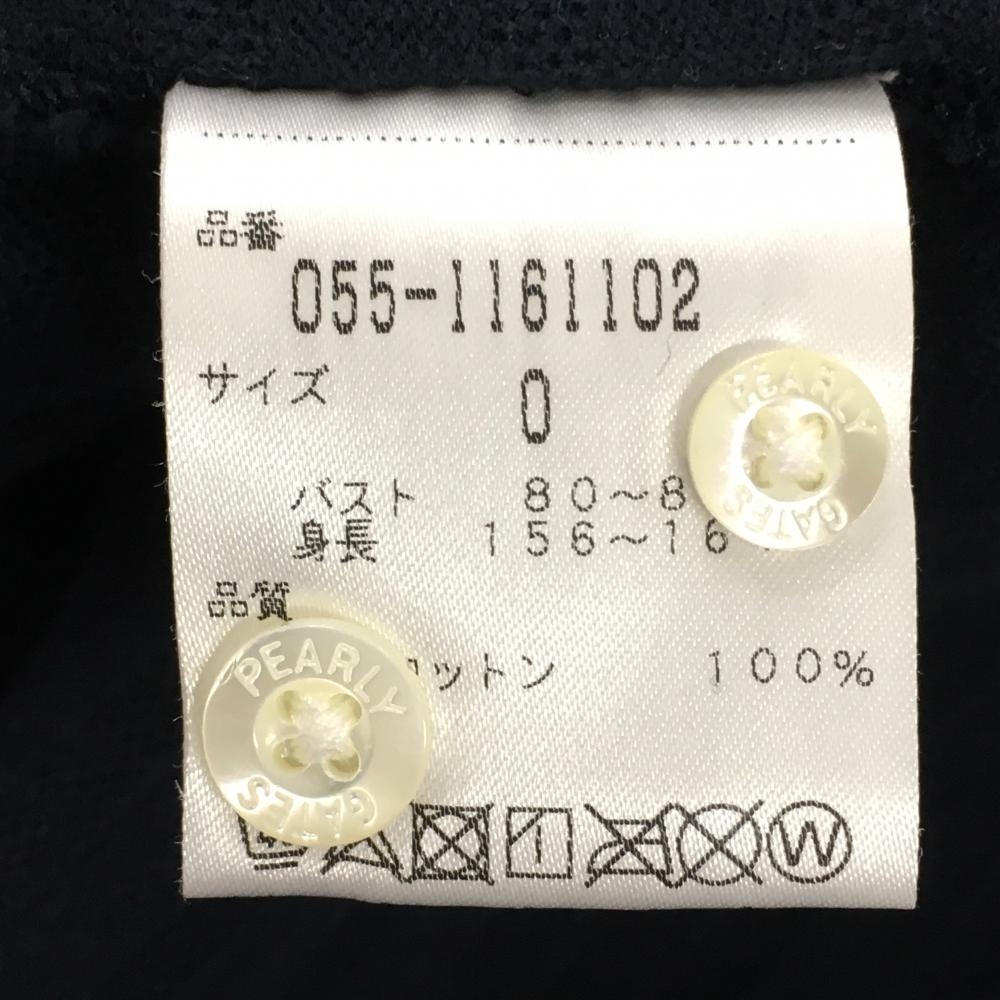 品番
055-1161102
サイズ 0
バスト 80～8
身長 156～16
品質
ットン 100%
PEARLY
GATES
PEARLY
GATES
W